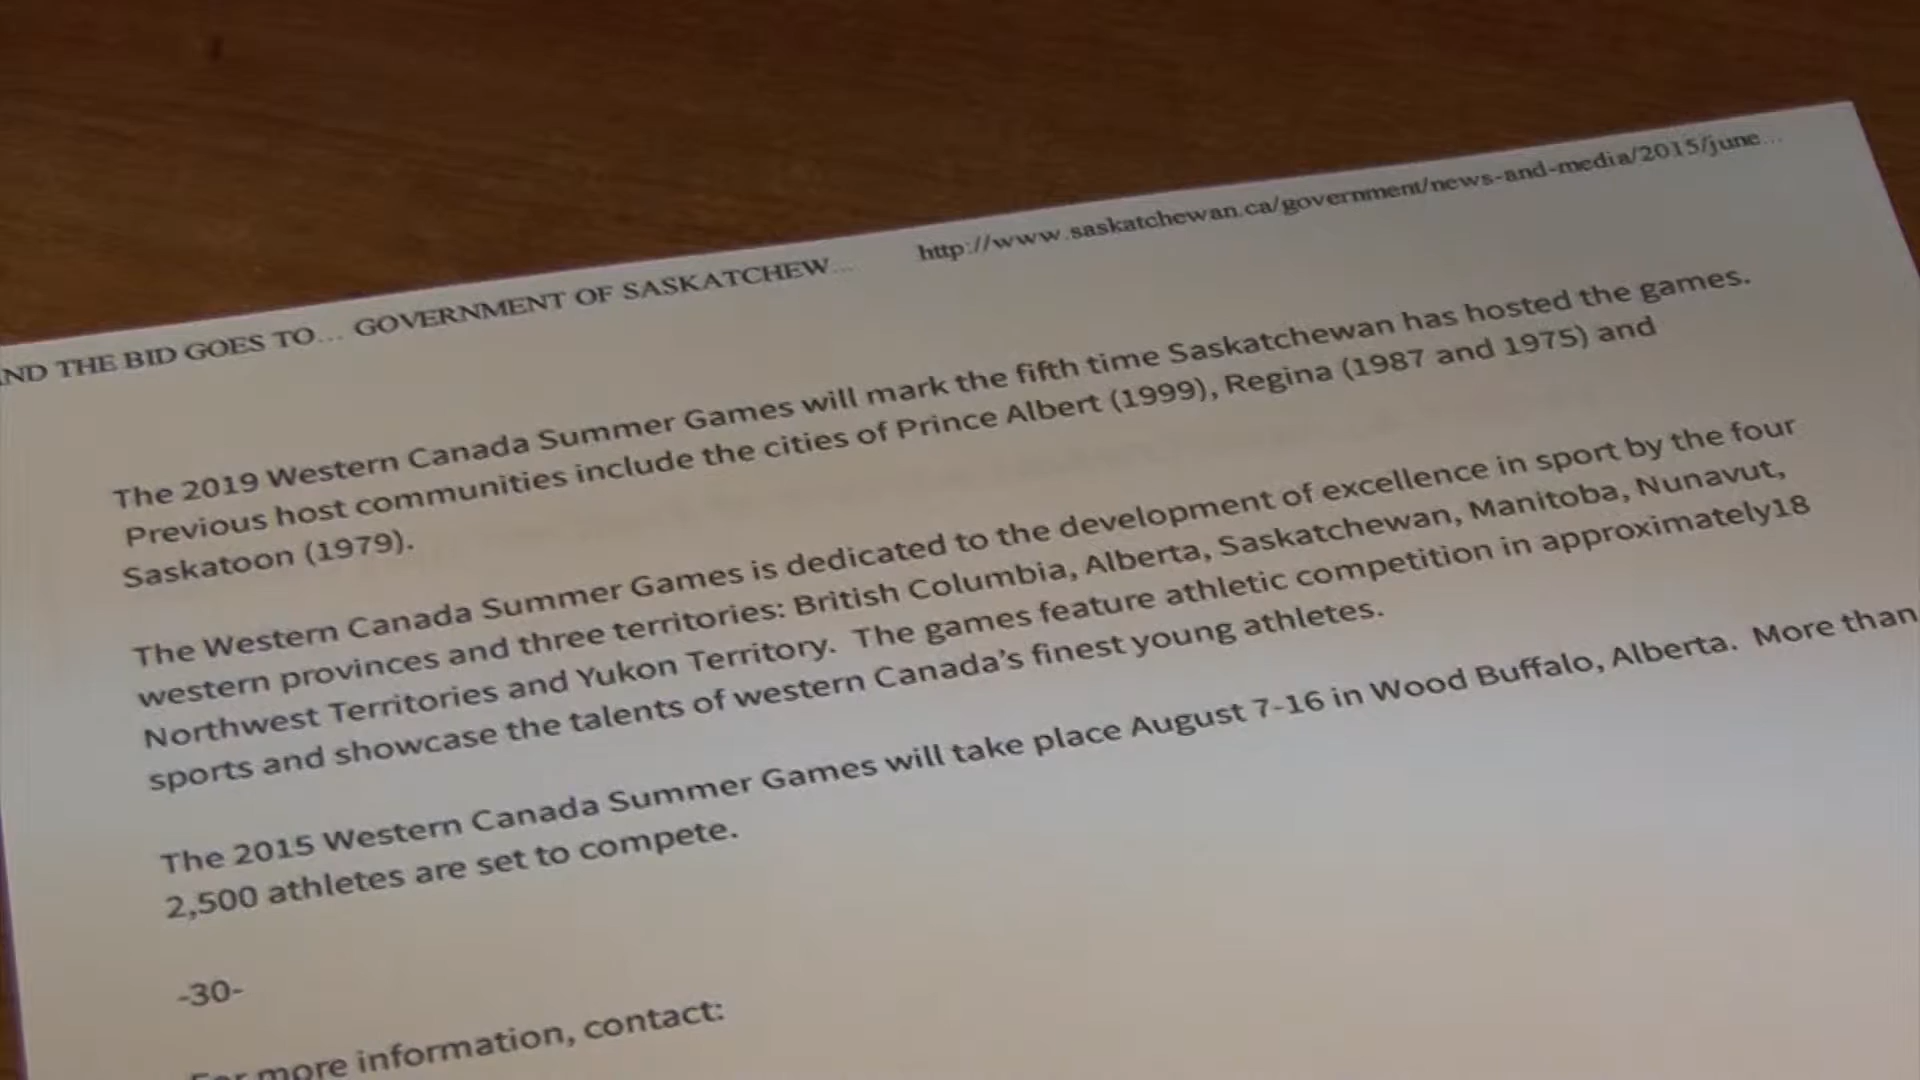 ND THE BID GOES TO... GOVERNMENT OF SASKATCHEW... http://www.saskatchewan.ca/government/news-and-media/2015/june...
The 2019 Western Canada Summer Games will mark the fifth time Saskatchewan has hosted the games.
Previous host communities include the cities of Prince Albert (1999), Regina (1987 and 1975) and
Saskatoon (1979).
The Western Canada Summer Games is dedicated to the development of excellence in sport by the four
western provinces and three territories: British Columbia, Alberta, Saskatchewan, Manitoba, Nunavut,
Northwest Territories and Yukon Territory. The games feature athletic competition in approximately18
sports and showcase the talents of western Canada's finest young athletes.
The 2015 Western Canada Summer Games will take place August 7-16 in Wood Buffalo, Alberta. More than
2,500 athletes are set to compete.
-30-
For more information, contact: